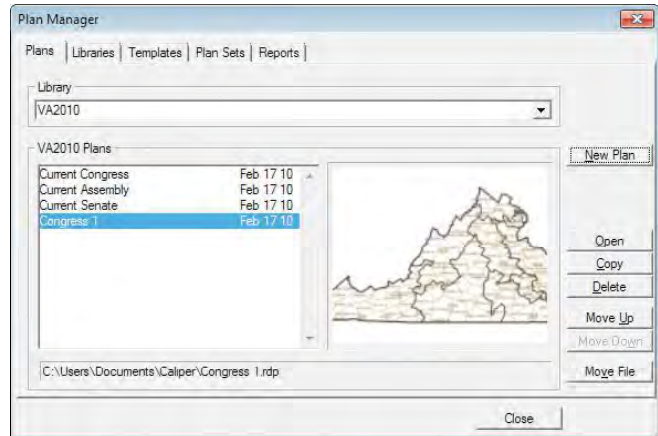 Plan Manager
Plans Libraries Templates Plan Sets Reports
Library
VA2010
VA2010 Plans
Current Congress Feb 17 10
Current Assembly Feb 17 10
Current Senate Feb 17 10
Congress 1 Feb 17 10
C:\Users\Documents\Caliper\Congress 1.rdp
New Plan
Open
Copy
Delete
Move Up
Move Down
Move File
Close